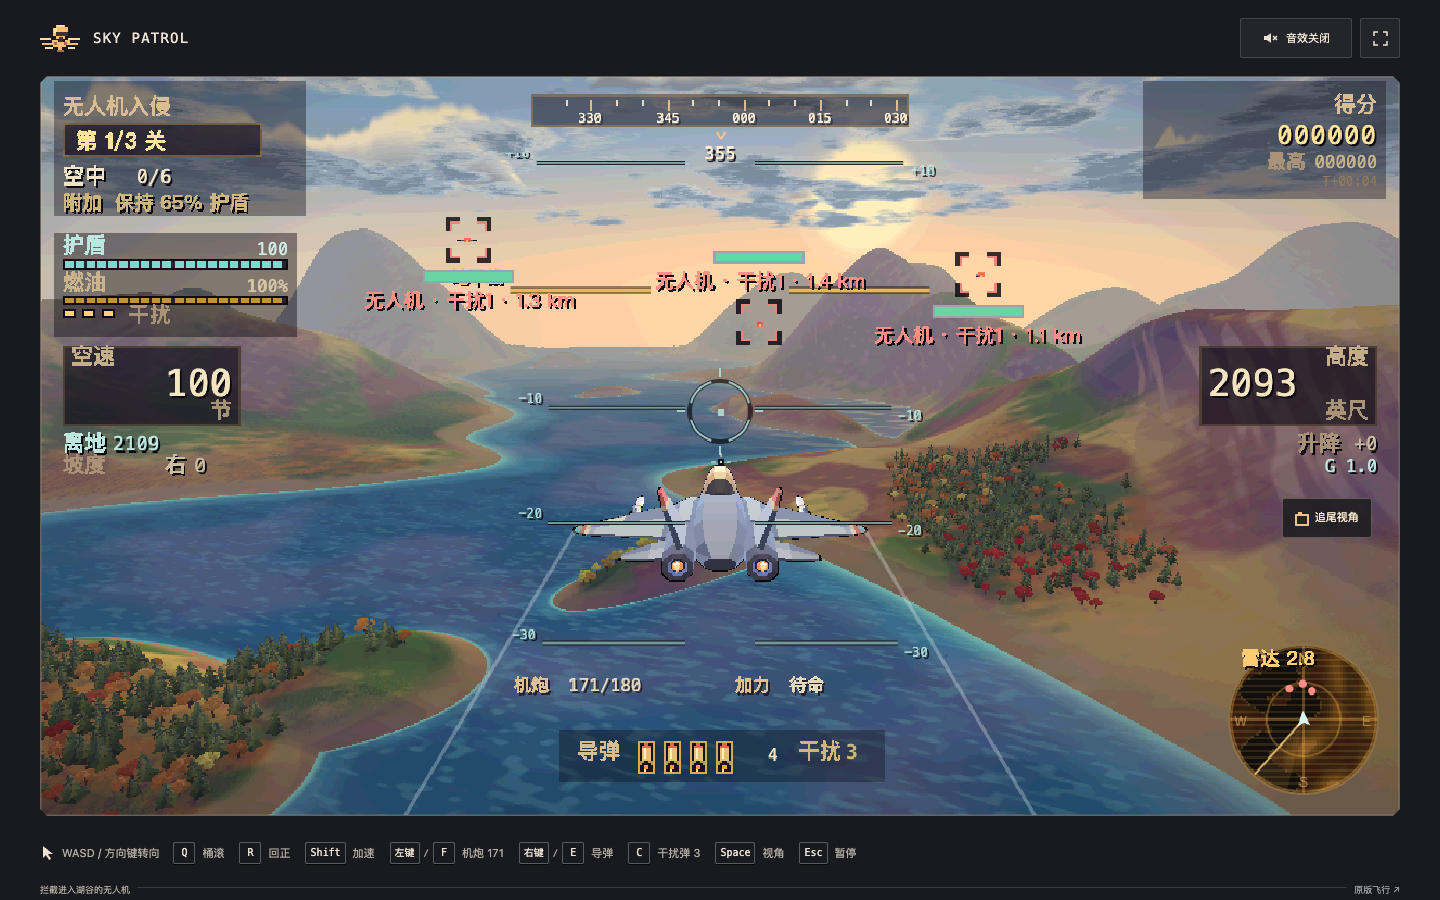 SKY PATROL
音效关闭
无人机入侵
第 1/3 关
空中 0/6
附加 保持 65% 护盾
护盾 100
燃油 100%
干扰
空速
100
节
离地 2109
坡度 右 0
330 345 000 015 030
355
+10 +10
得分
000000
最高 000000
T+00:04
无人机 · 干扰1 · 1.3 km
无人机 · 干扰1 · 1.4 km
无人机 · 干扰1 · 1.1 km
-10 -10
-20 -20
-30 -30
高度
2093
英尺
升降 +0
G 1.0
追尾视角
雷达 2.8
W E
S
机炮 171/180 加力 待命
导弹 4 干扰 3
WASD / 方向键转向 Q 桶滚 R 回正 Shift 加速 左键 / F 机炮 171 右键 / E 导弹 C 干扰弹 3 Space 视角 Esc 暂停
拦截进入湖谷的无人机
原版飞行 ↗